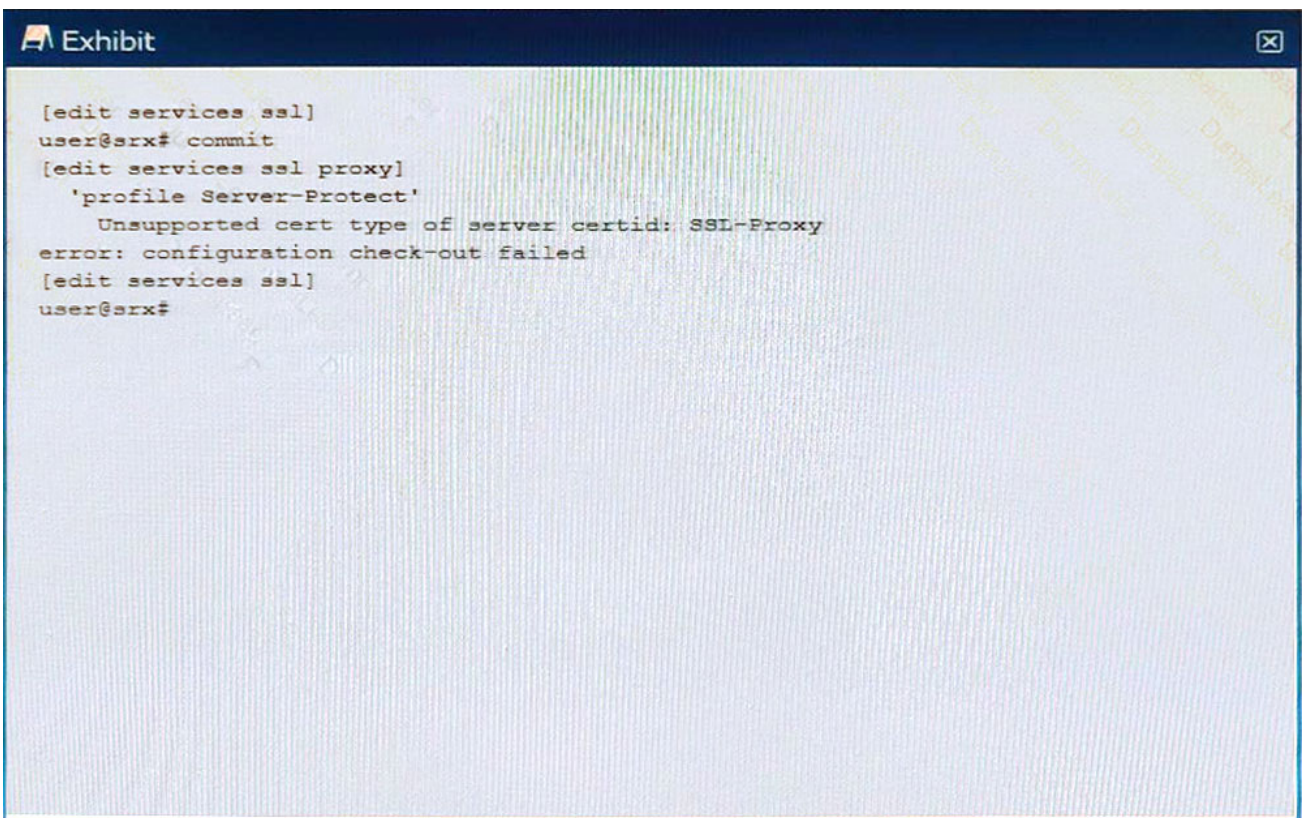 Exhibit
[edit services ssl]
user@srx# commit
[edit services ssl proxy]
'profile Server-Protect'
Unsupported cert type of server certid: SSL-Proxy
error: configuration check-out failed
[edit services ssl]
user@srx#